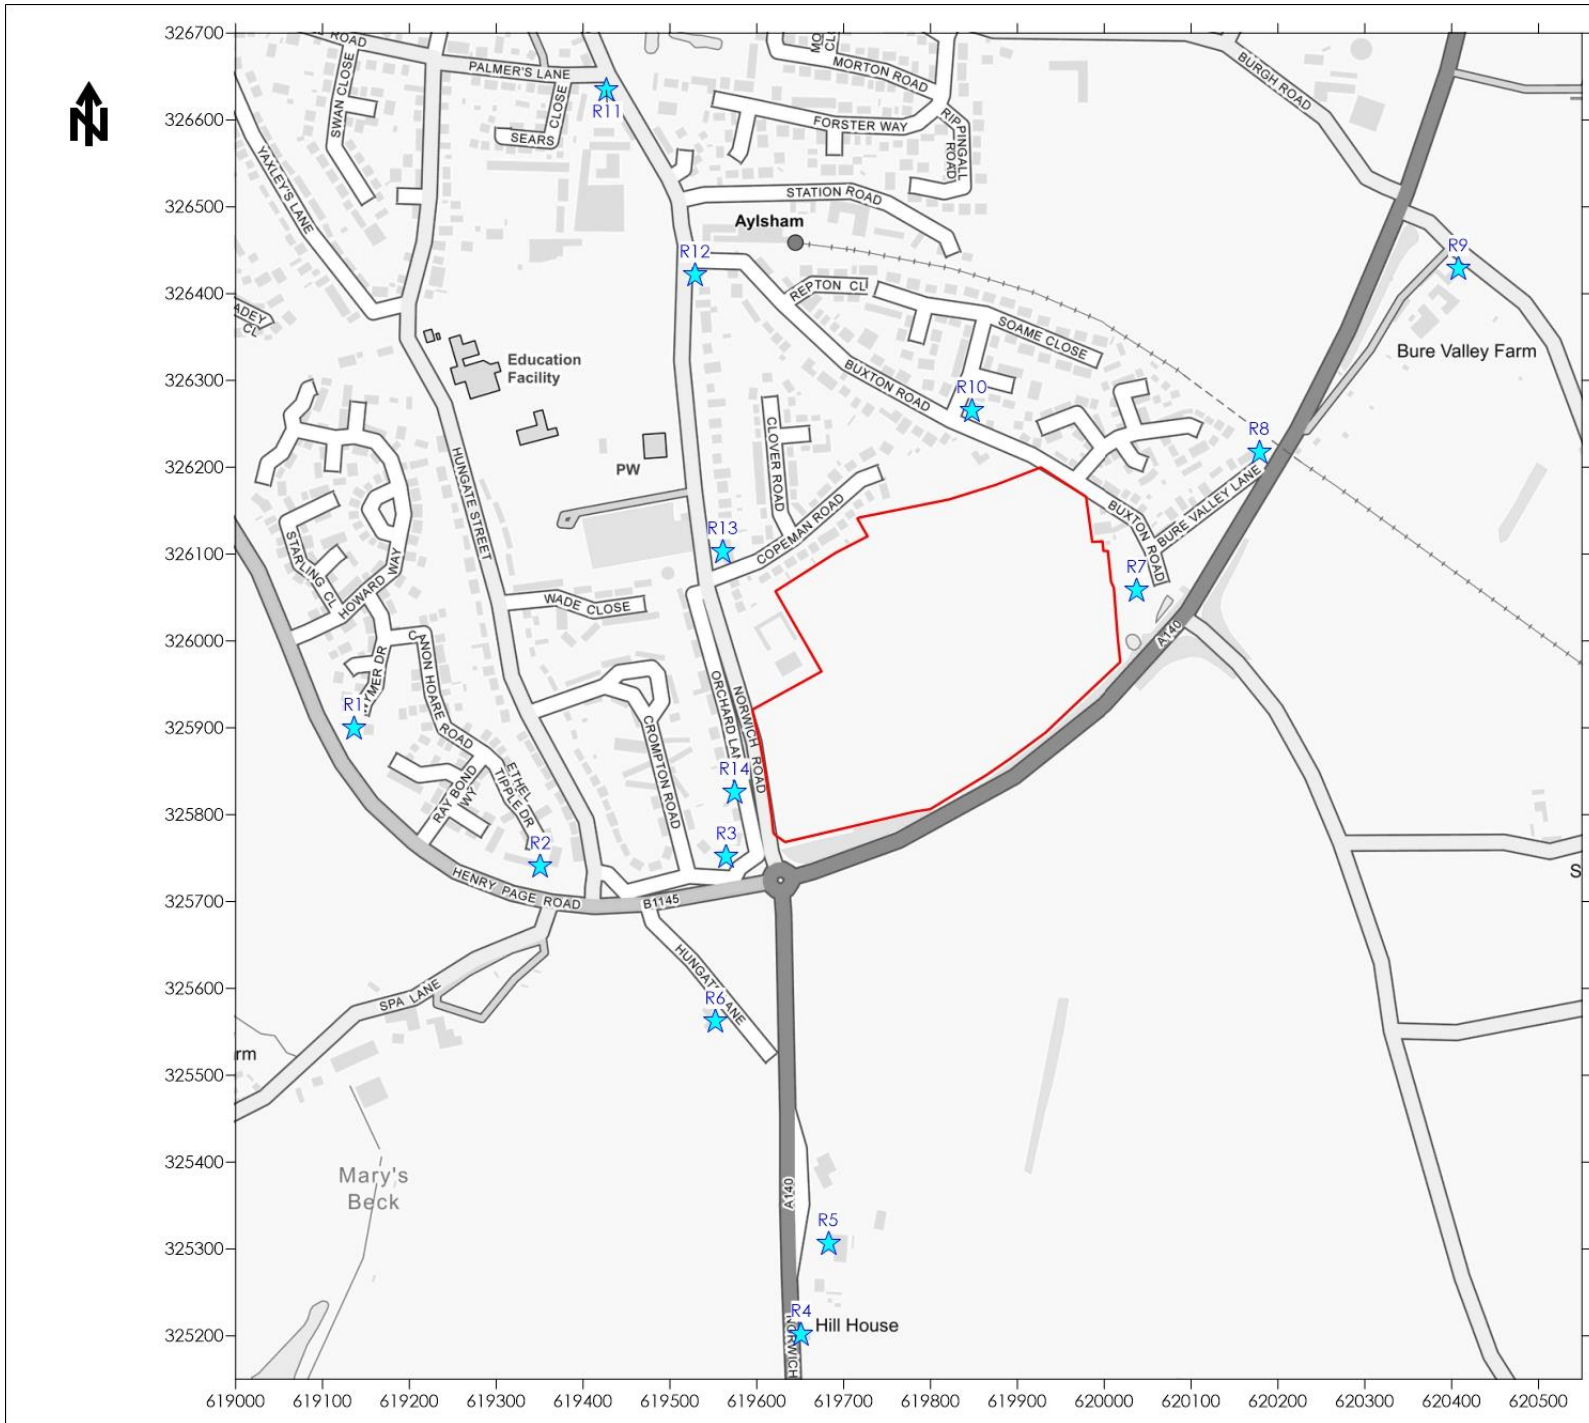 326700
326600
326500
326400
326300
326200
326100
326000
325900
325800
325700
325600
325500
325400
325300
325200
619000 619100 619200 619300 619400 619500 619600 619700 619800 619900 620000 620100 620200 620300 620400 620500
N
ROAD
PALMER'S LANE
SWAN CLOSE
SEARS CLOSE
R11
YAXLEY'S LANE
MORTON ROAD
FORSTER WAY
RIPPINGALL
ROAD
BURGH ROAD
STATION ROAD
Aylsham
R12
R9
REPTON CL
SOAME CLOSE
Bure Valley Farm
ADEY
CL
Education
Facility
BUXTON ROAD
R10
R8
CLOVER ROAD
PW
HUNGATE STREET
BURE VALLEY LANE
BUXTON ROAD
COPEMAN ROAD
R13
R7
STARLING CL
HOWARD WAY
WADE CLOSE
A140
CANON HOARE ROAD
YMER DR
R1
ORCHARD LAN
NORWICH ROAD
CROMPTON ROAD
R14
RAY BOND
WY
ETHEL
TIPPLE DR
R3
R2
HENRY PAGE ROAD
B1145
HUNGATE LANE
SPA LANE
R6
rm
S
Mary's
Beck
A140
R5
R4
Hill House
NORWICH